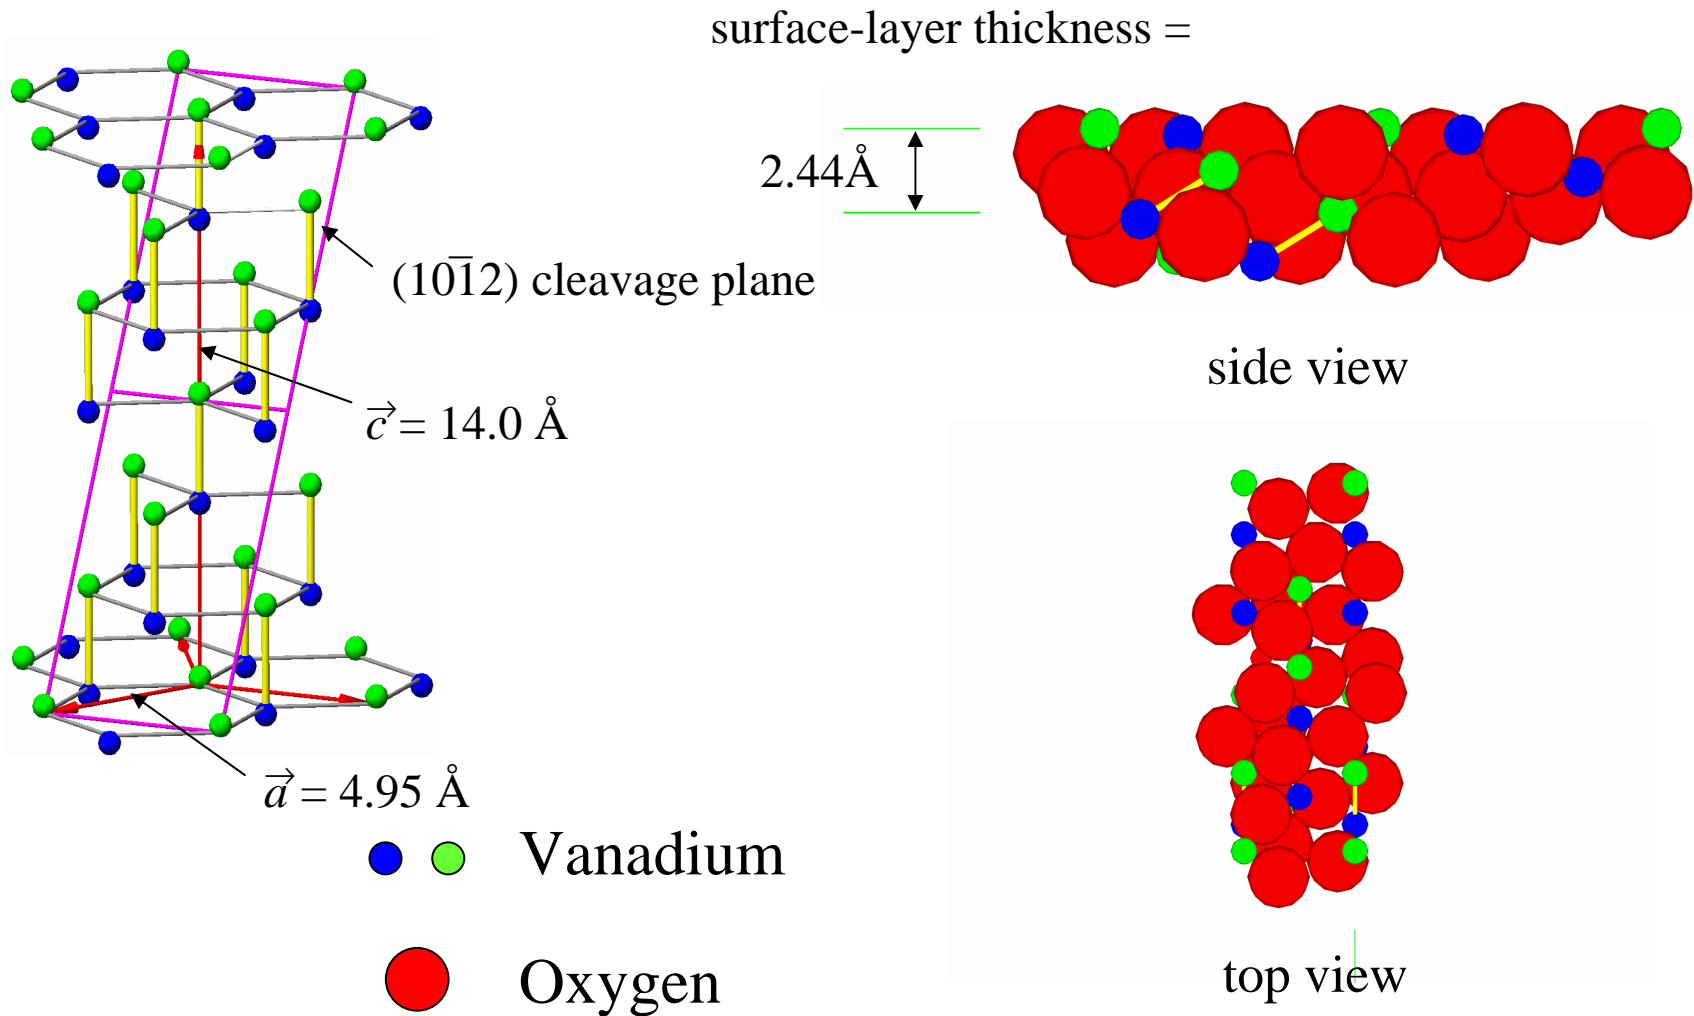 surface-layer thickness =
2.44Å
(101̅2) cleavage plane
side view
c⃗ = 14.0 Å
a⃗ = 4.95 Å
Vanadium
Oxygen
top view